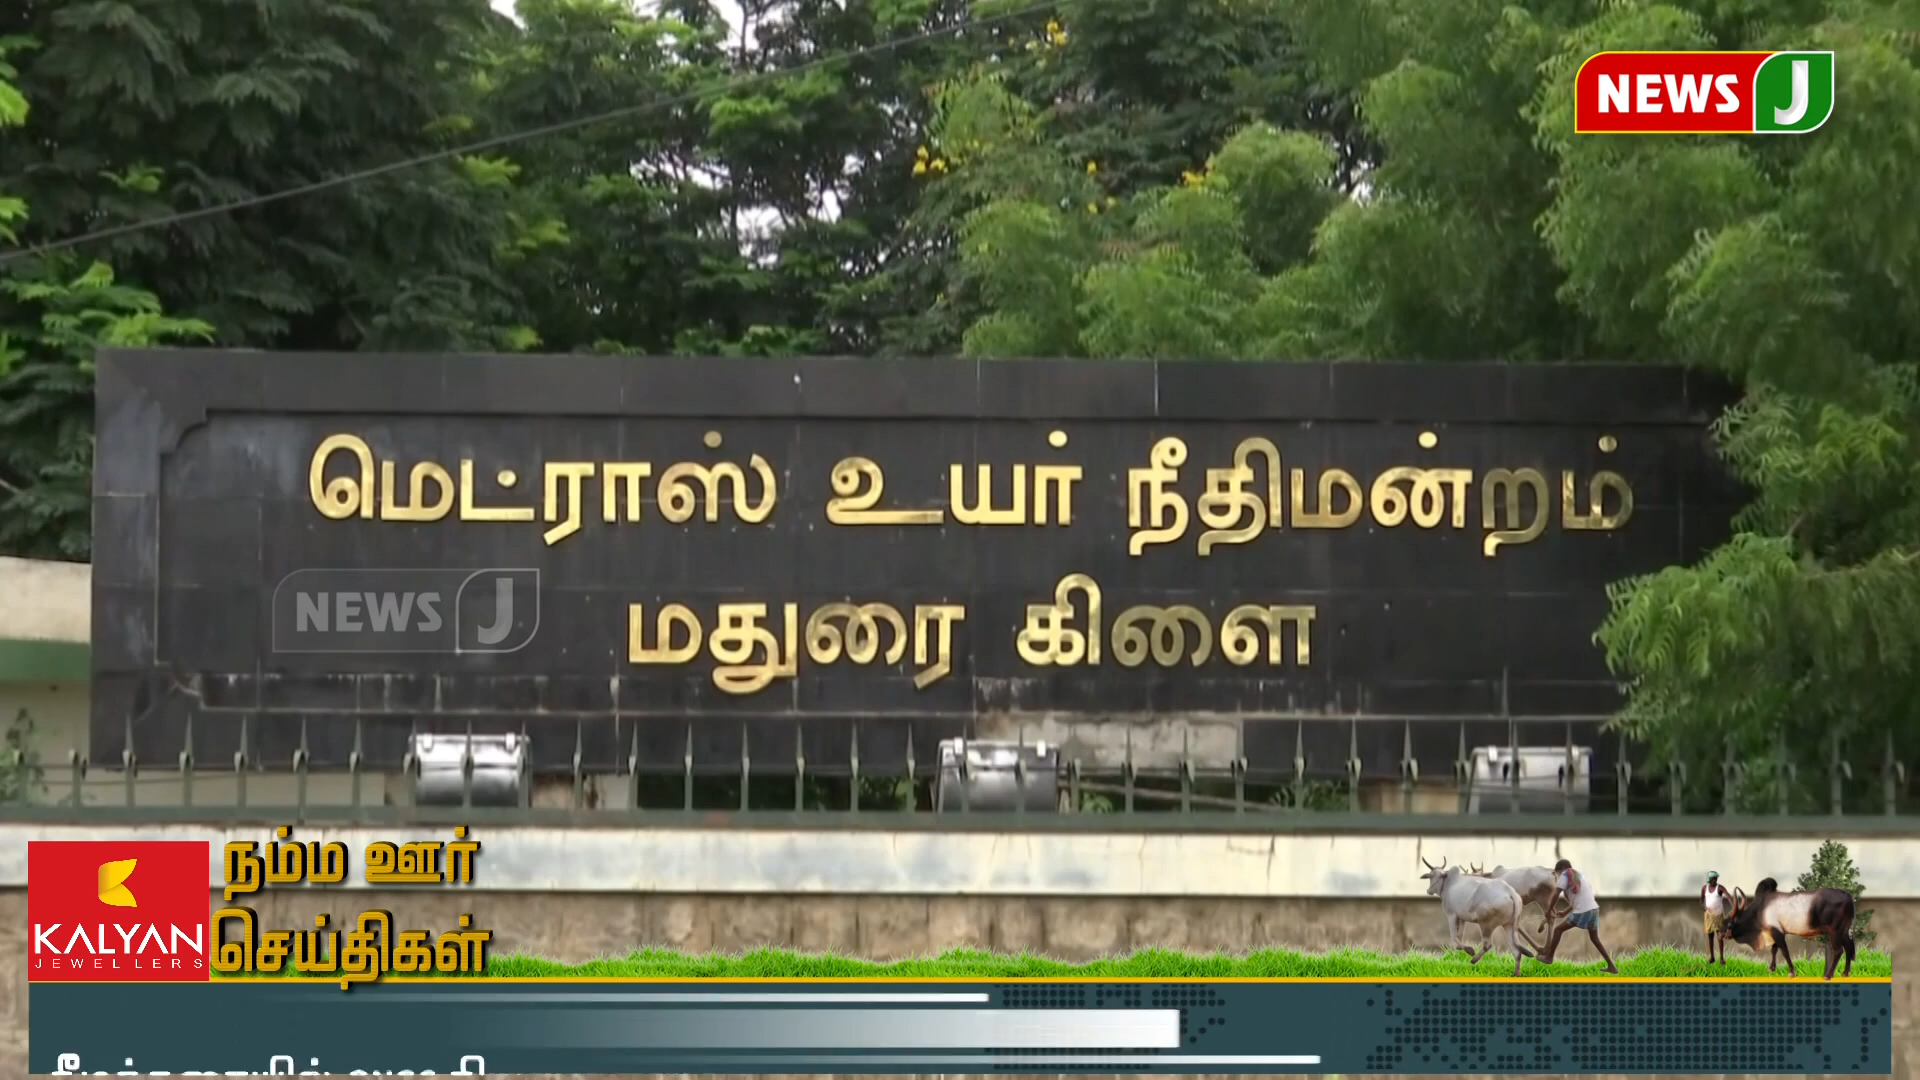 NEWS J
மெட்ராஸ் உயர் நீதிமன்றம்
மதுரை கிளை
NEWS J
நம்ம ஊர்
செய்திகள்
KALYAN
JEWELLERS